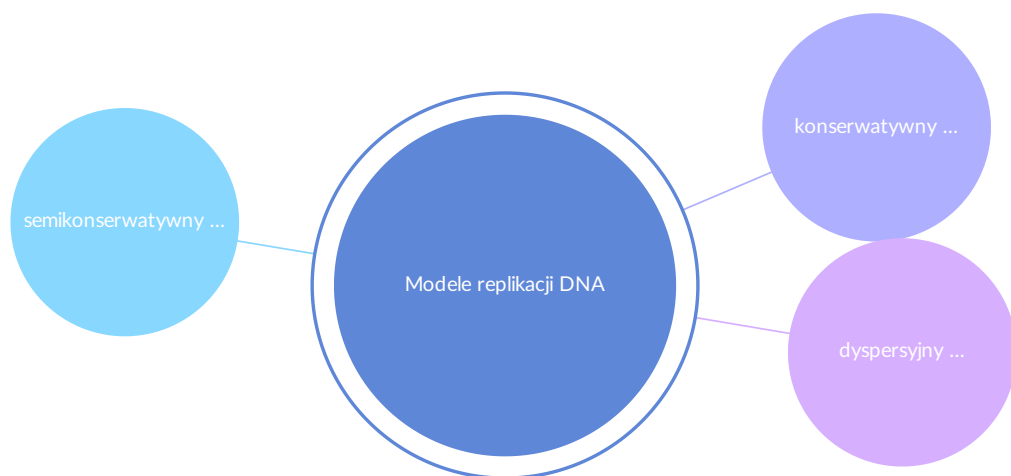 konserwatywny ...
semikonserwatywny ...
Modele replikacji DNA
dyspersyjny ...